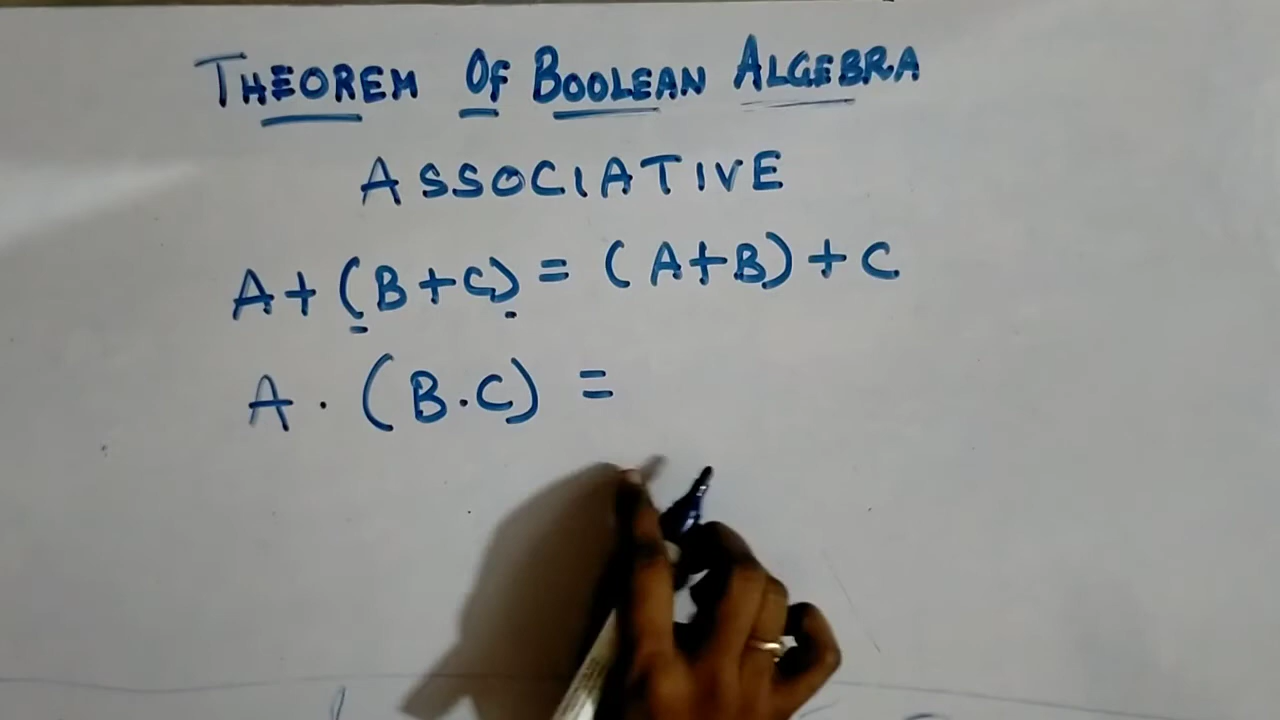 THEOREM OF BOOLEAN ALGEBRA
ASSOCIATIVE
A+(B+C) = (A+B)+C
A . (B.C) =